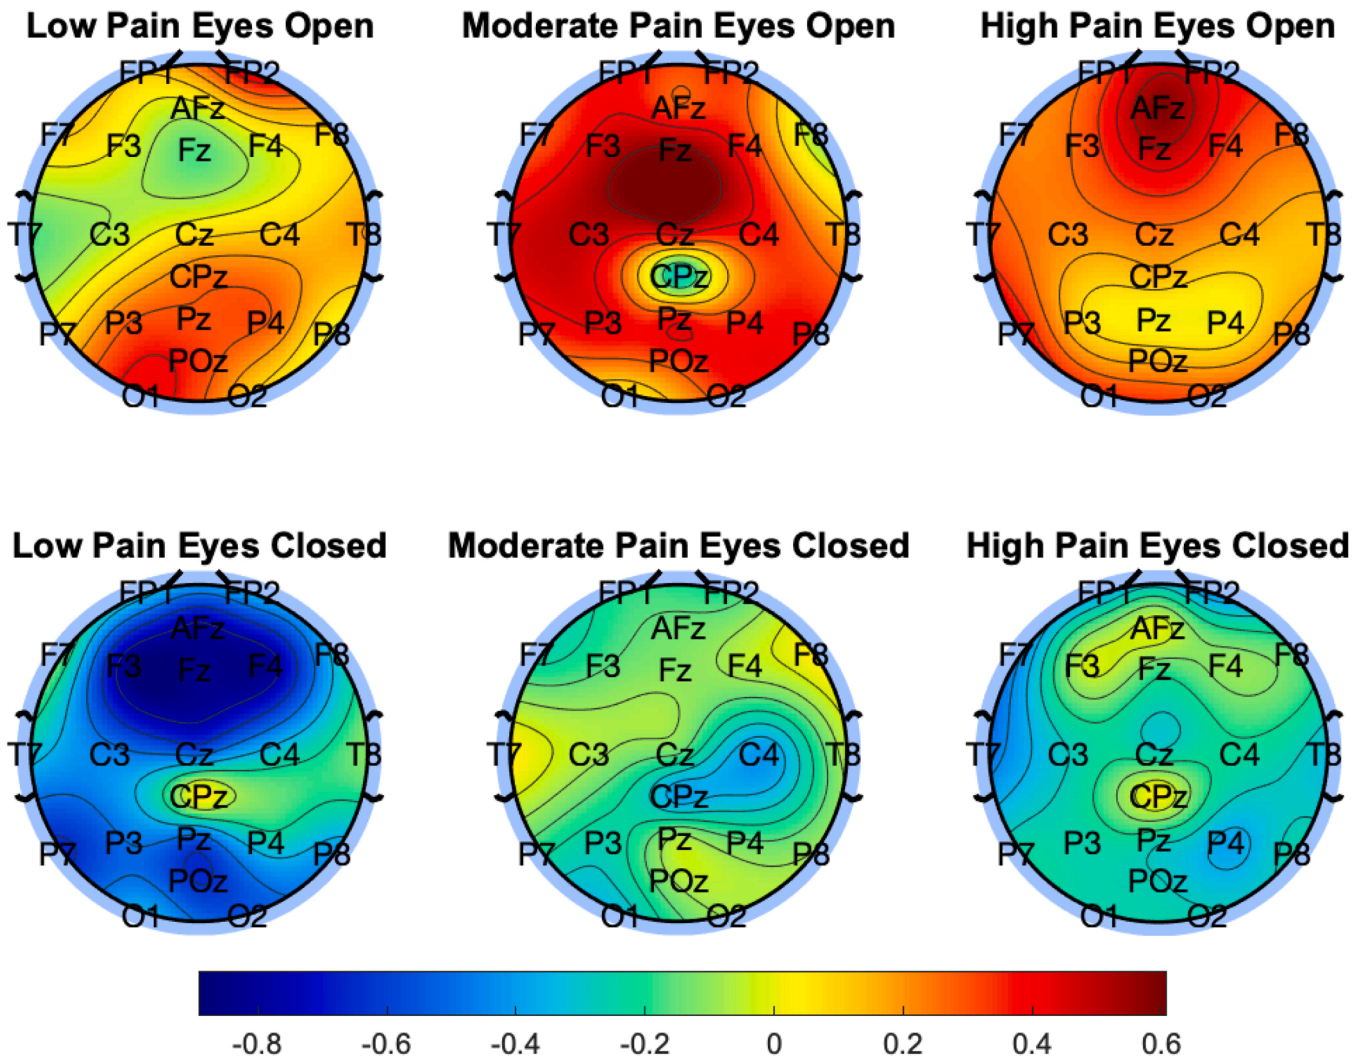 Low Pain Eyes Open
Moderate Pain Eyes Open
High Pain Eyes Open
FP1 FP2 FP1 FP2 FP1 FP2
AFz AFz AFz
F7 F3 Fz F4 F8 F7 F3 Fz F4 F8 F7 F3 Fz F4 F8
T7 C3 Cz C4 T8 T7 C3 Cz C4 T8 T7 C3 Cz C4 T8
CPz CPz CPz
P7 P3 Pz P4 P8 P7 P3 Pz P4 P8 P7 P3 Pz P4 P8
POz POz POz
O1 O2 O1 O2 O1 O2
Low Pain Eyes Closed
Moderate Pain Eyes Closed
High Pain Eyes Closed
FP1 FP2 FP1 FP2 FP1 FP2
AFz AFz AFz
F7 F3 Fz F4 F8 F7 F3 Fz F4 F8 F7 F3 Fz F4 F8
T7 C3 Cz C4 T8 T7 C3 Cz C4 T8 T7 C3 Cz C4 T8
CPz CPz CPz
P7 P3 Pz P4 P8 P7 P3 Pz P4 P8 P7 P3 Pz P4 P8
POz POz POz
O1 O2 O1 O2 O1 O2
-0.8 -0.6 -0.4 -0.2 0 0.2 0.4 0.6